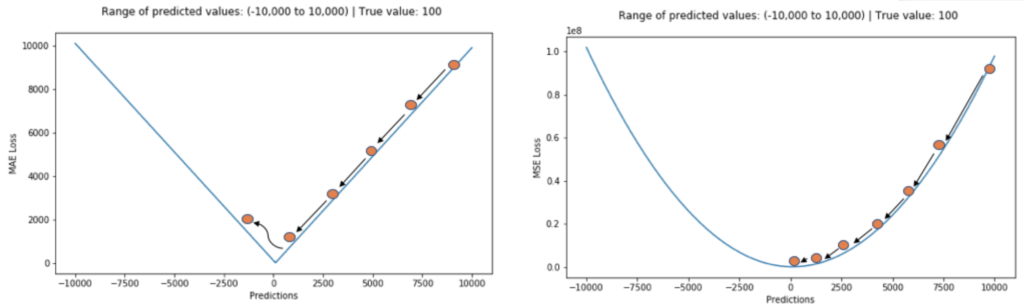 Range of predicted values: (-10,000 to 10,000) | True value: 100
10000
8000
6000
4000
2000
0
MAE Loss
−10000 −7500 −5000 −2500 0 2500 5000 7500 10000
Predictions
Range of predicted values: (-10,000 to 10,000) | True value: 100
1e8
1.0
0.8
0.6
0.4
0.2
0.0
MSE Loss
−10000 −7500 −5000 −2500 0 2500 5000 7500 10000
Predictions